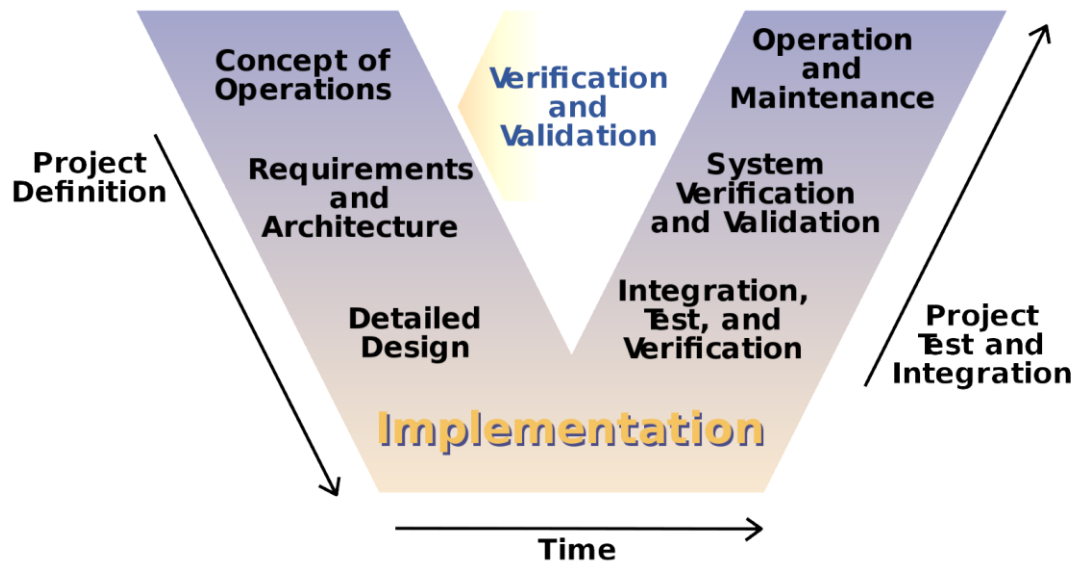 Concept of
Operations
Verification
and
Validation
Operation
and
Maintenance
Project
Definition
Requirements
and
Architecture
System
Verification
and Validation
Detailed
Design
Integration,
Test, and
Verification
Project
Test and
Integration
Implementation
Time